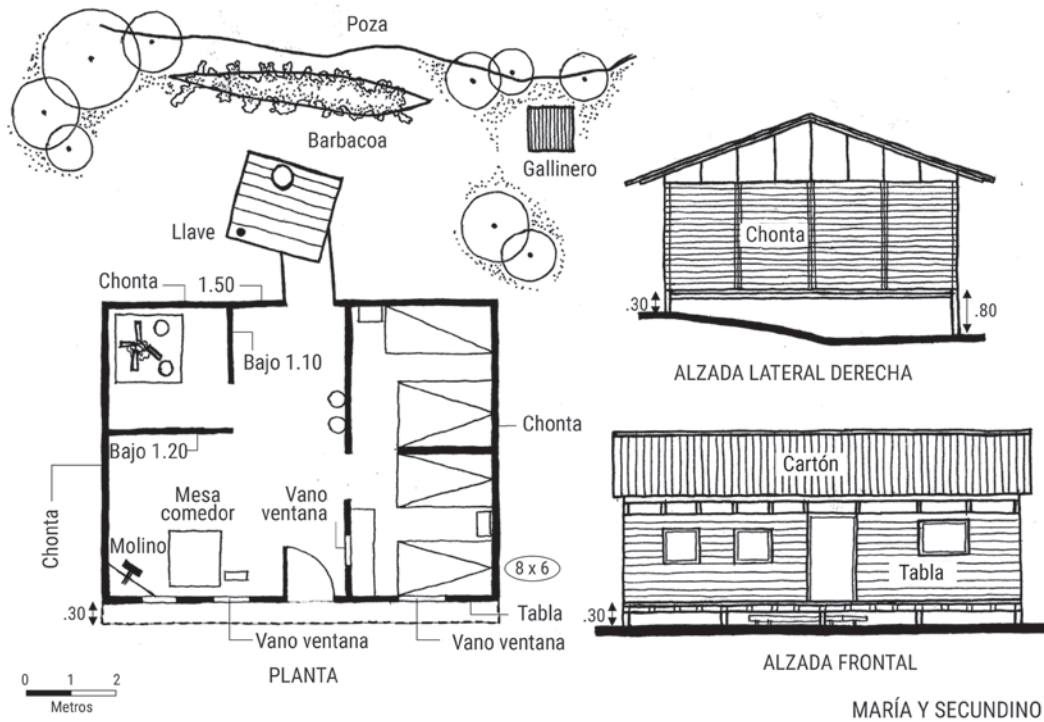 Poza
Barbacoa
Gallinero
Llave
Chonta
1.50
Bajo 1.10
Bajo 1.20
Chonta
Chonta
Mesa
comedor
Vano
ventana
Molino
8 x 6
.30
Tabla
Vano ventana
Vano ventana
PLANTA
0 1 2
Metros
Chonta
.30
.80
ALZADA LATERAL DERECHA
Cartón
Tabla
.30
ALZADA FRONTAL
MARÍA Y SECUNDINO